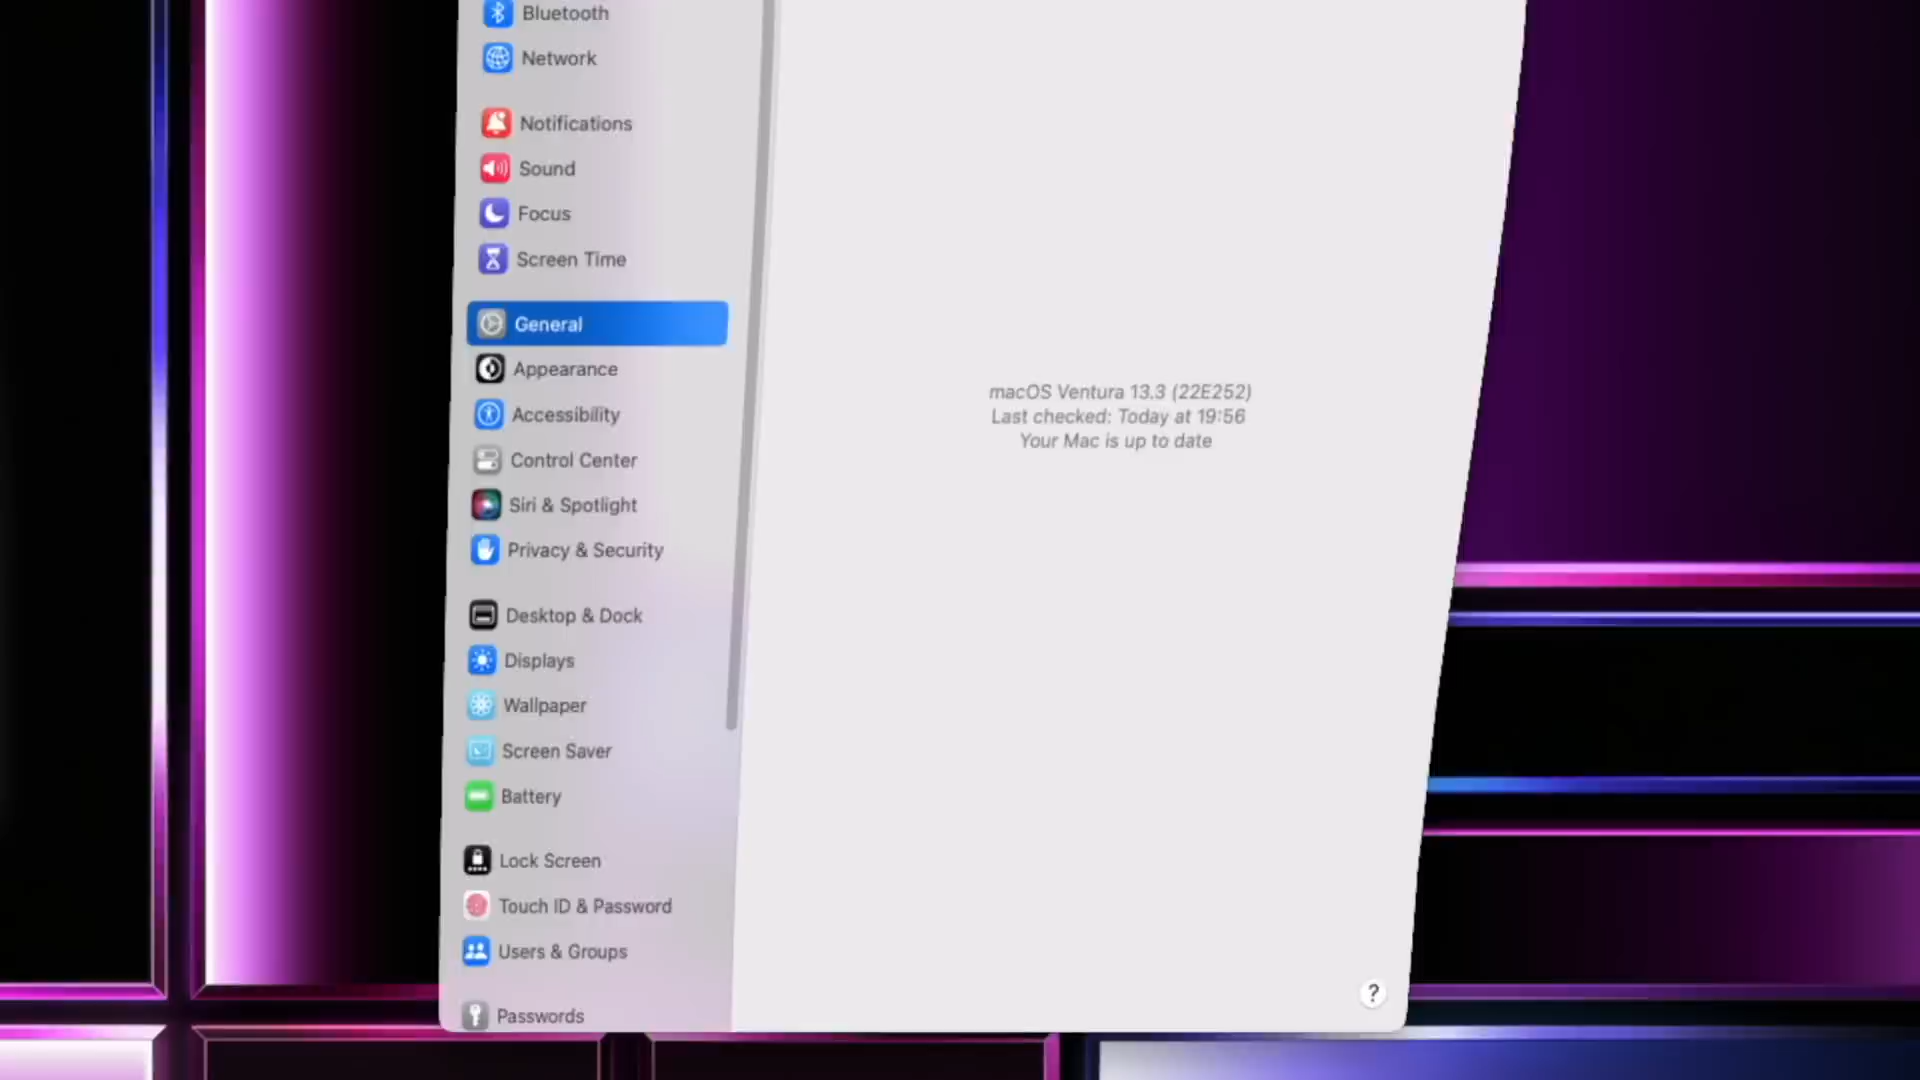 Bluetooth
Network
Notifications
Sound
Focus
Screen Time
General
Appearance
Accessibility
Control Center
Siri & Spotlight
Privacy & Security
Desktop & Dock
Displays
Wallpaper
Screen Saver
Battery
Lock Screen
Touch ID & Password
Users & Groups
Passwords
macOS Ventura 13.3 (22E252)
Last checked: Today at 19:56
Your Mac is up to date
?